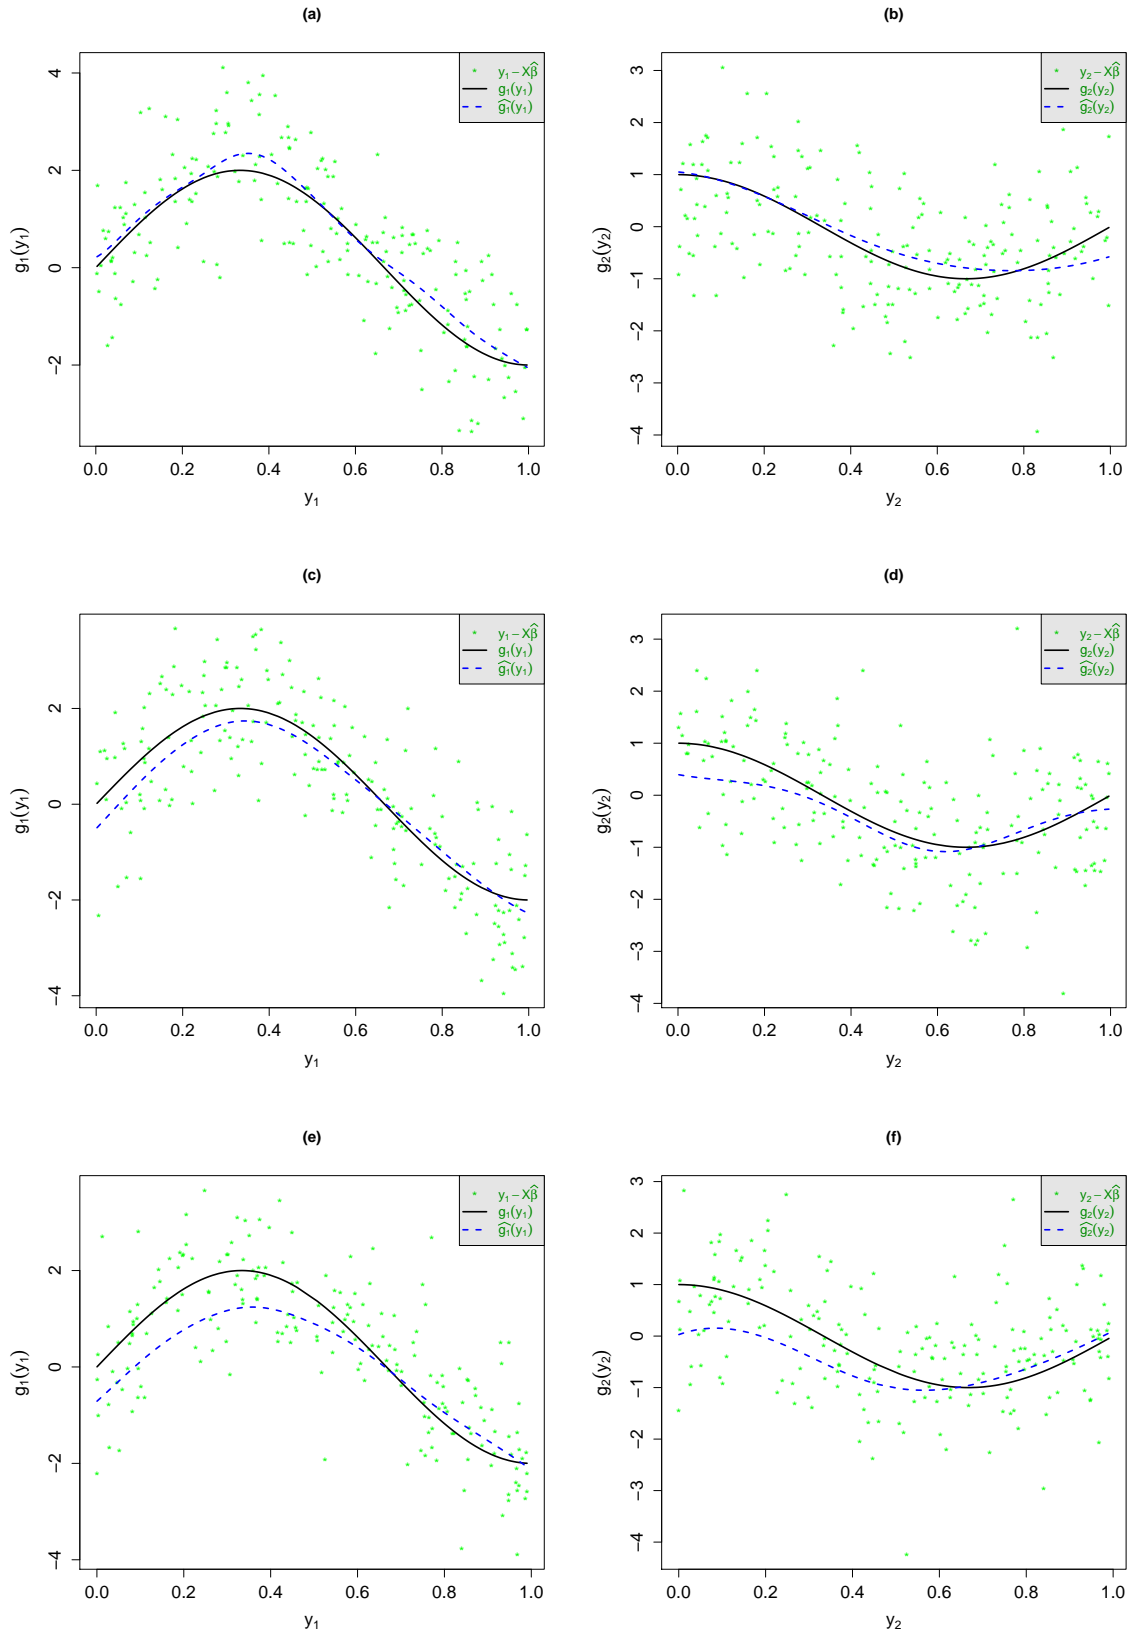 (a)
y₁ − Xβ̂
g₁(y₁)
ĝ₁(y₁)
4
2
0
−2
g₁(y₁)
0.0 0.2 0.4 0.6 0.8 1.0
y₁
(b)
y₂ − Xβ̂
g₂(y₂)
ĝ₂(y₂)
3
2
1
0
−1
−2
−3
−4
g₂(y₂)
0.0 0.2 0.4 0.6 0.8 1.0
y₂
(c)
y₁ − Xβ̂
g₁(y₁)
ĝ₁(y₁)
2
0
−2
−4
g₁(y₁)
0.0 0.2 0.4 0.6 0.8 1.0
y₁
(d)
y₂ − Xβ̂
g₂(y₂)
ĝ₂(y₂)
3
2
1
0
−1
−2
−3
−4
g₂(y₂)
0.0 0.2 0.4 0.6 0.8 1.0
y₂
(e)
y₁ − Xβ̂
g₁(y₁)
ĝ₁(y₁)
2
0
−2
−4
g₁(y₁)
0.0 0.2 0.4 0.6 0.8 1.0
y₁
(f)
y₂ − Xβ̂
g₂(y₂)
ĝ₂(y₂)
3
2
1
0
−1
−2
−3
−4
g₂(y₂)
0.0 0.2 0.4 0.6 0.8 1.0
y₂